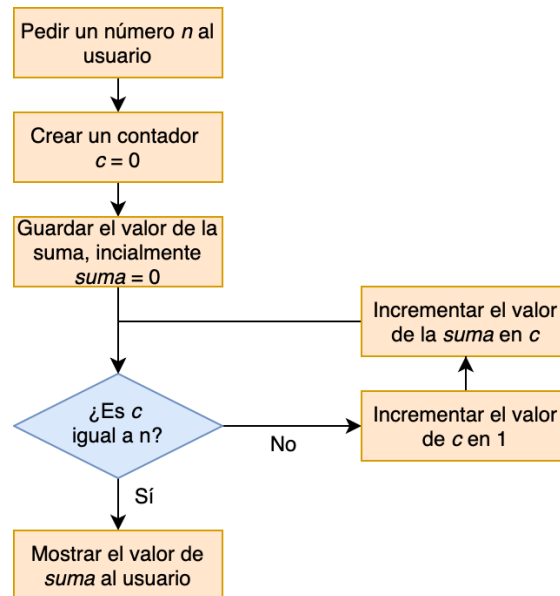 Pedir un número n al
usuario
Crear un contador
c = 0
Guardar el valor de la
suma, incialmente
suma = 0
¿Es c
igual a n?
No
Incrementar el valor
de c en 1
Incrementar el valor
de la suma en c
Sí
Mostrar el valor de
suma al usuario